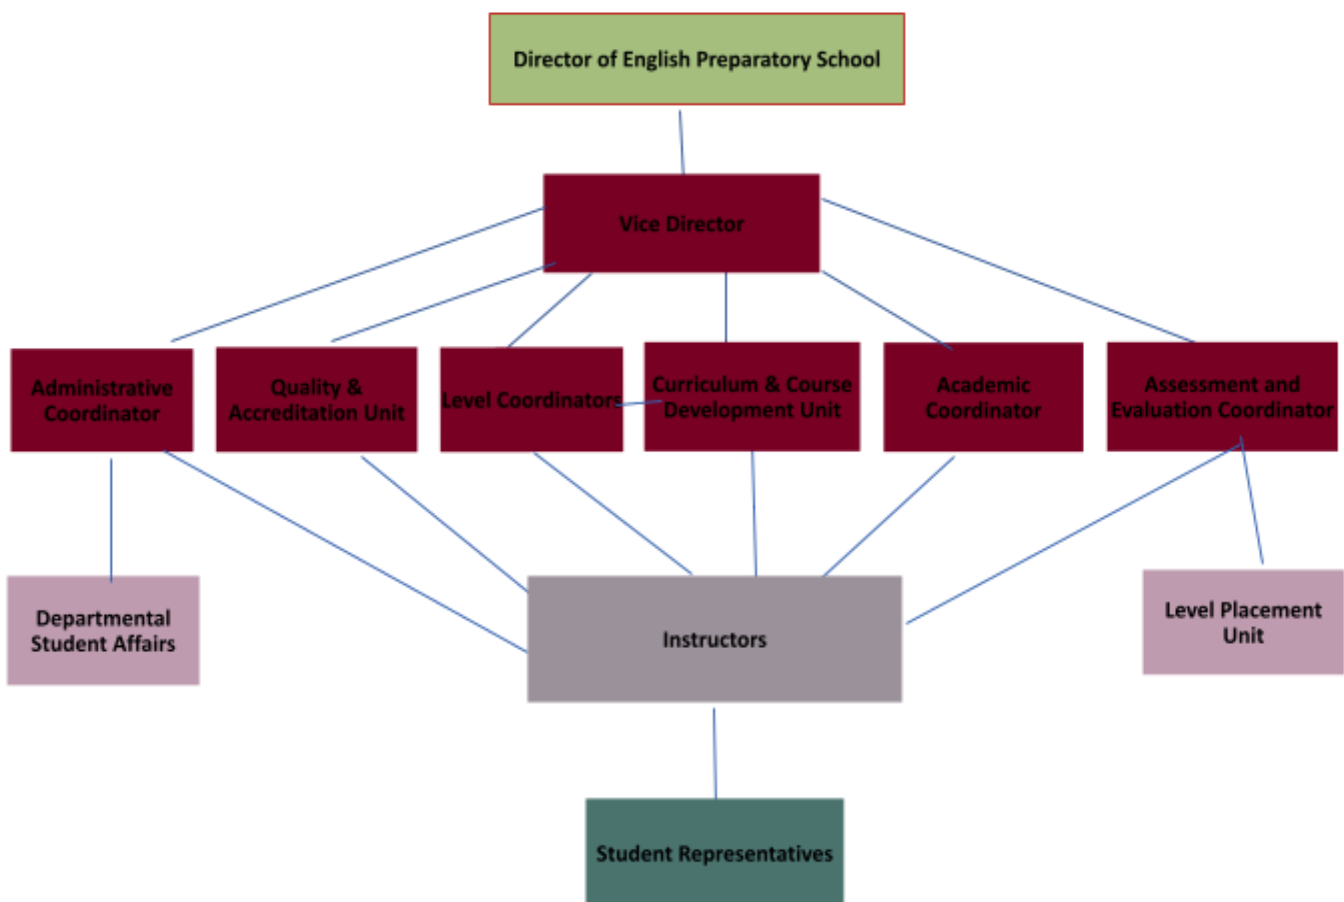 Director of English Preparatory School
Vice Director
Administrative
Coordinator
Quality &
Accreditation Unit
Level Coordinators
Curriculum & Course
Development Unit
Academic
Coordinator
Assessment and
Evaluation Coordinator
Departmental
Student Affairs
Instructors
Level Placement
Unit
Student Representatives